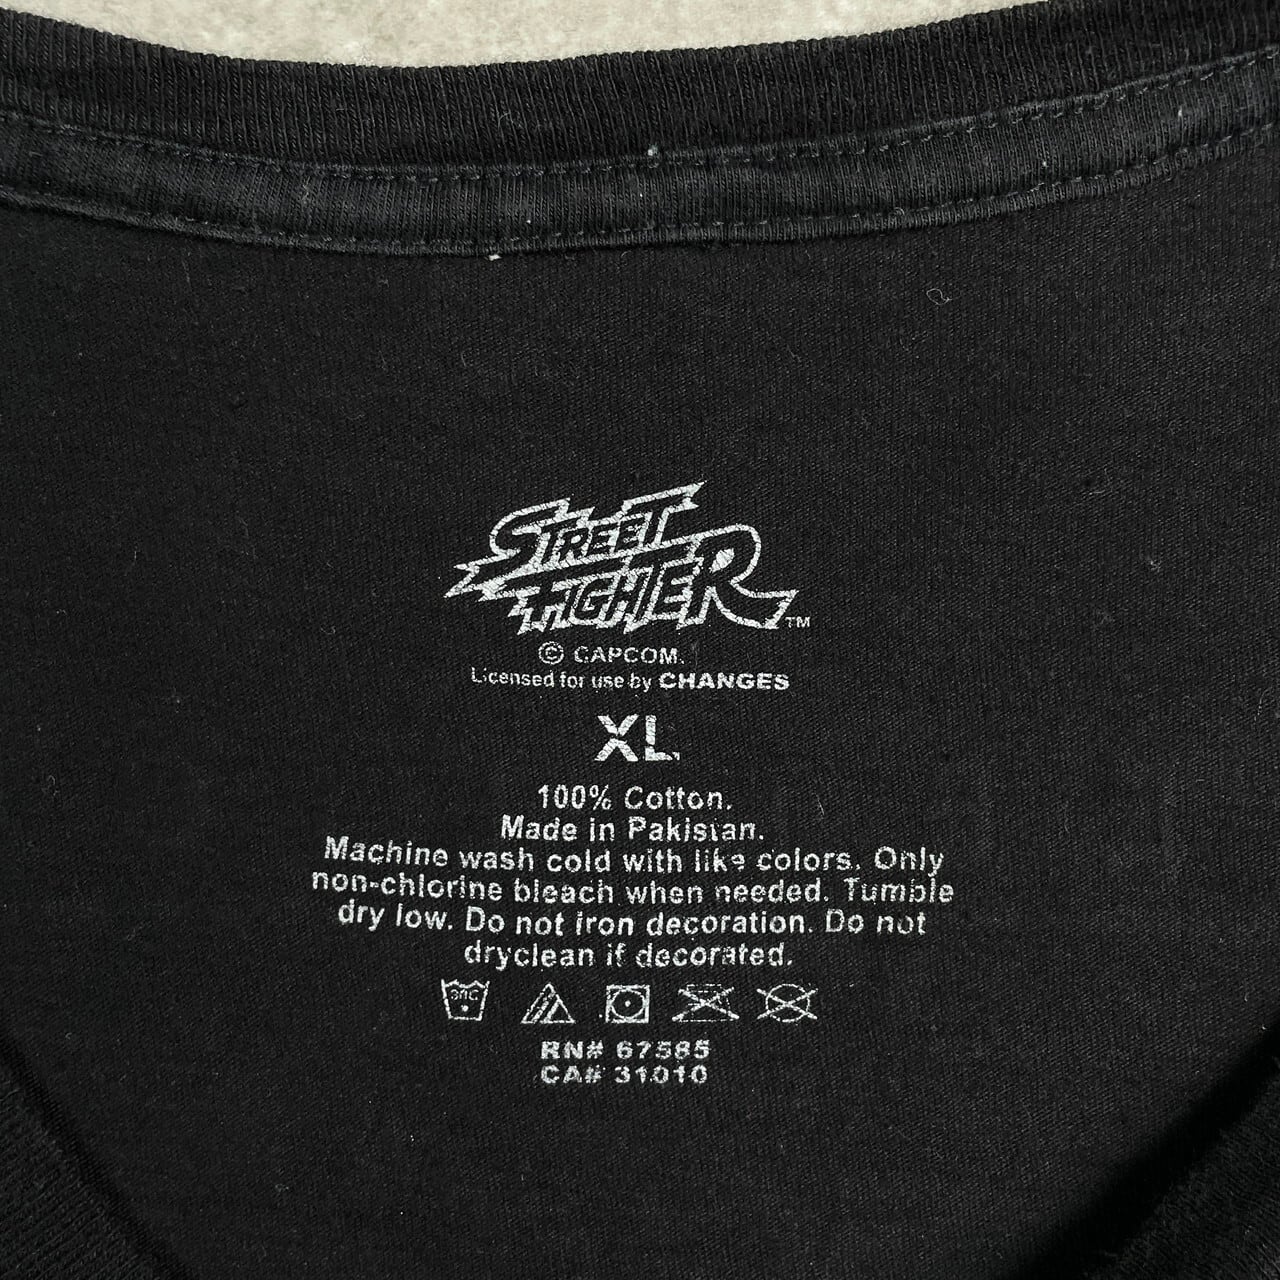 STREET
FIGHTER™
© CAPCOM.
Licensed for use by CHANGES
XL
100% Cotton.
Made in Pakistan.
Machine wash cold with like colors. Only
non-chlorine bleach when needed. Tumble
dry low. Do not iron decoration. Do not
dryclean if decorated.
30C
RN# 67585
CA# 31010